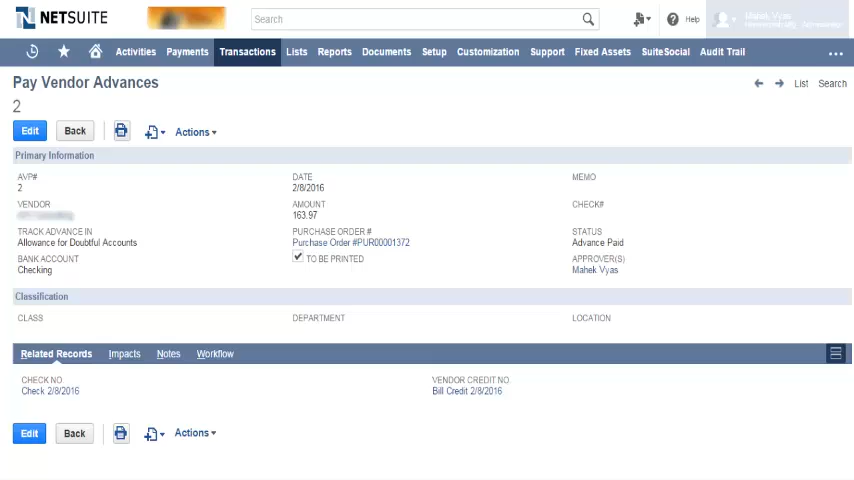 NETSUITE
Search
Help
Mahek Vyas
Activities Payments Transactions Lists Reports Documents Setup Customization Support Fixed Assets SuiteSocial Audit Trail
Pay Vendor Advances
List Search
2
Edit Back Actions
Primary Information
AVP# DATE MEMO
2 2/8/2016
VENDOR AMOUNT CHECK#
163.97
TRACK ADVANCE IN PURCHASE ORDER # STATUS
Allowance for Doubtful Accounts Purchase Order #PUR00001372 Advance Paid
BANK ACCOUNT TO BE PRINTED APPROVER(S)
Checking Mahek Vyas
Classification
CLASS DEPARTMENT LOCATION
Related Records Impacts Notes Workflow
CHECK NO. VENDOR CREDIT NO.
Check 2/8/2016 Bill Credit 2/8/2016
Edit Back Actions